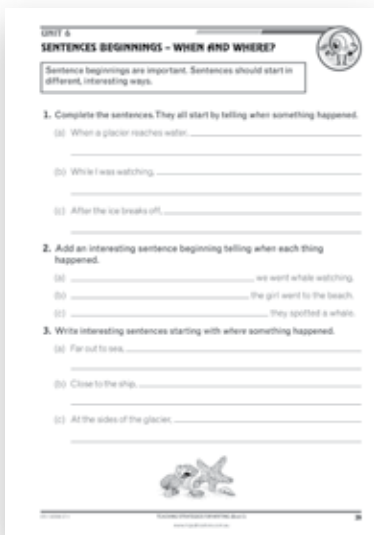 UNIT 6
SENTENCES BEGINNINGS – WHEN AND WHERE?
Sentence beginnings are important. Sentences should start in
different, interesting ways.
1. Complete the sentences. They all start by telling when something happened.
(a) When a glacier reaches water,
(b) While I was watching,
(c) After the ice breaks off,
2. Add an interesting sentence beginning telling when each thing
happened.
(a) we went whale watching.
(b) the girl went to the beach.
(c) they spotted a whale.
3. Write interesting sentences starting with where something happened.
(a) Far out to sea,
(b) Close to the ship,
(c) At the sides of the glacier,